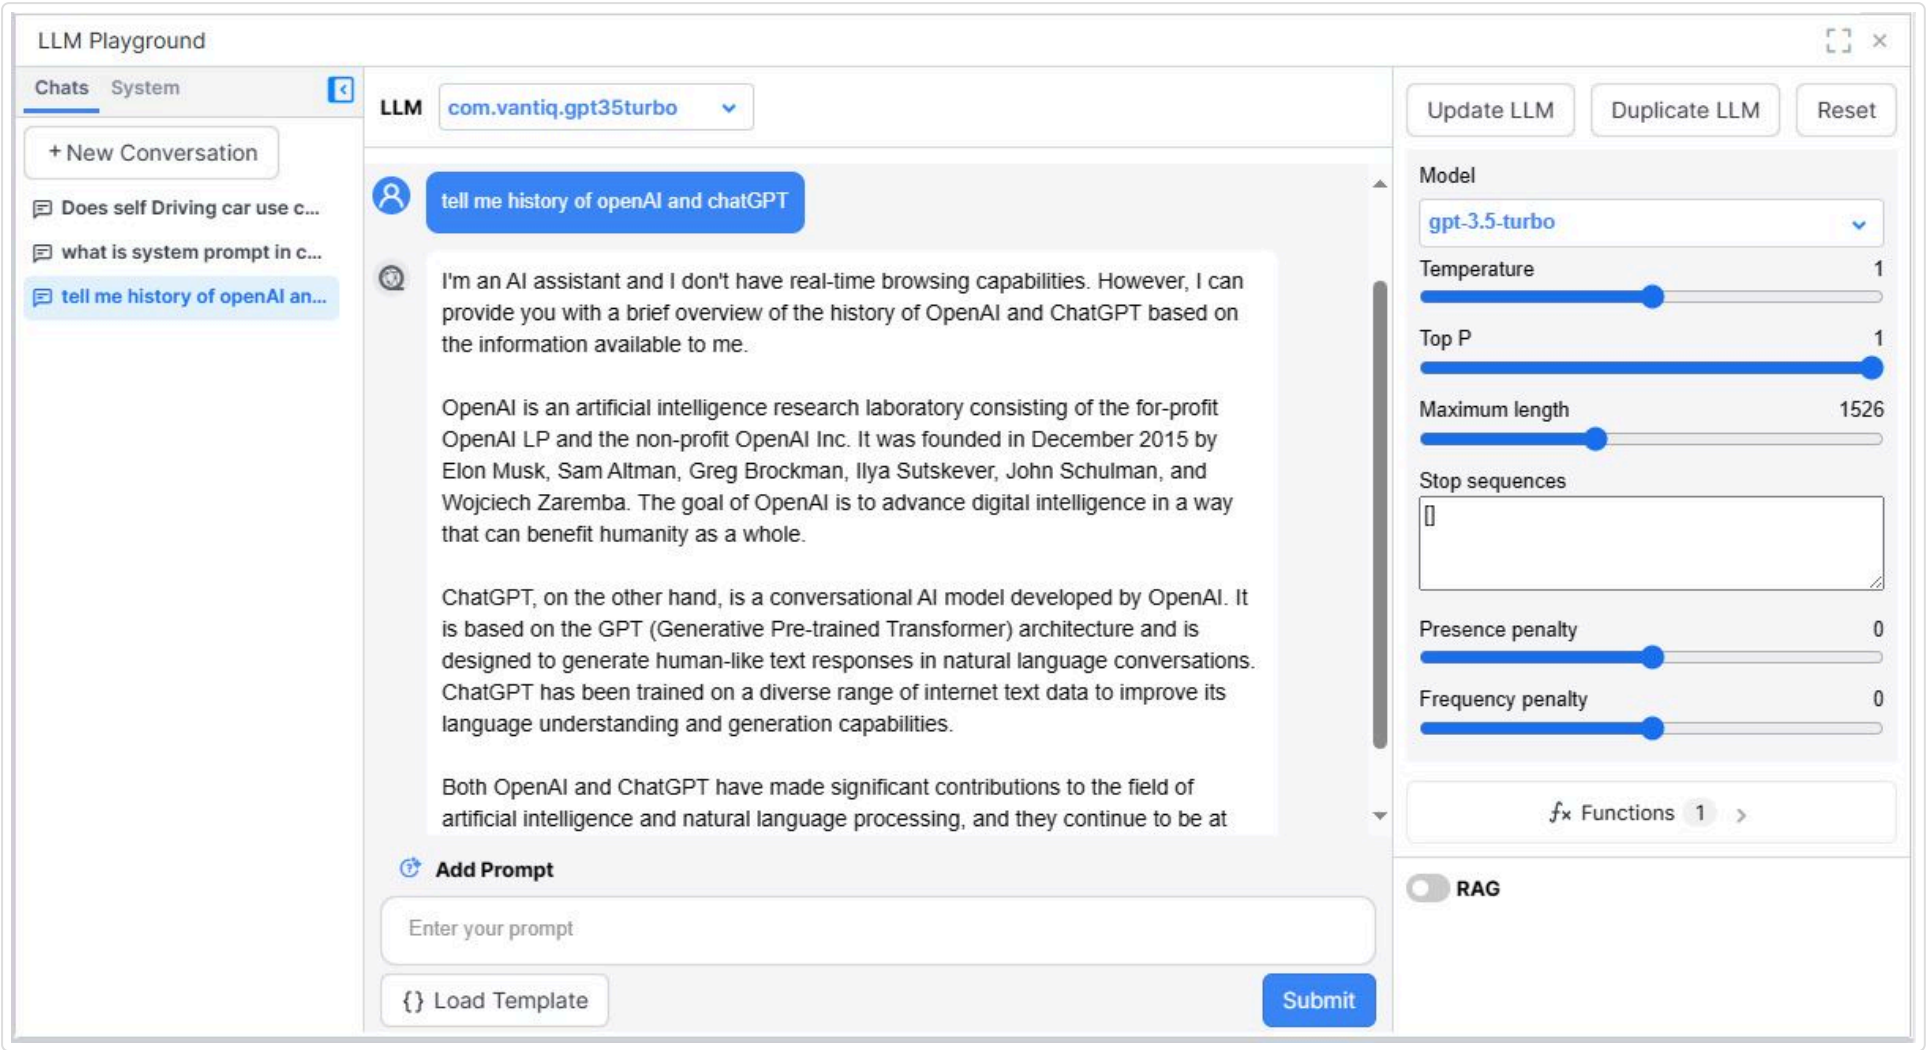 LLM Playground
Chats System
+ New Conversation
Does self Driving car use c...
what is system prompt in c...
tell me history of openAI an...
LLM com.vantiq.gpt35turbo
tell me history of openAI and chatGPT
I'm an AI assistant and I don't have real-time browsing capabilities. However, I can
provide you with a brief overview of the history of OpenAI and ChatGPT based on
the information available to me.
OpenAI is an artificial intelligence research laboratory consisting of the for-profit
OpenAI LP and the non-profit OpenAI Inc. It was founded in December 2015 by
Elon Musk, Sam Altman, Greg Brockman, Ilya Sutskever, John Schulman, and
Wojciech Zaremba. The goal of OpenAI is to advance digital intelligence in a way
that can benefit humanity as a whole.
ChatGPT, on the other hand, is a conversational AI model developed by OpenAI. It
is based on the GPT (Generative Pre-trained Transformer) architecture and is
designed to generate human-like text responses in natural language conversations.
ChatGPT has been trained on a diverse range of internet text data to improve its
language understanding and generation capabilities.
Both OpenAI and ChatGPT have made significant contributions to the field of
artificial intelligence and natural language processing, and they continue to be at
Add Prompt
Enter your prompt
{} Load Template
Submit
Update LLM Duplicate LLM Reset
Model
gpt-3.5-turbo
Temperature 1
Top P 1
Maximum length 1526
Stop sequences
[]
Presence penalty 0
Frequency penalty 0
fx Functions 1 >
RAG